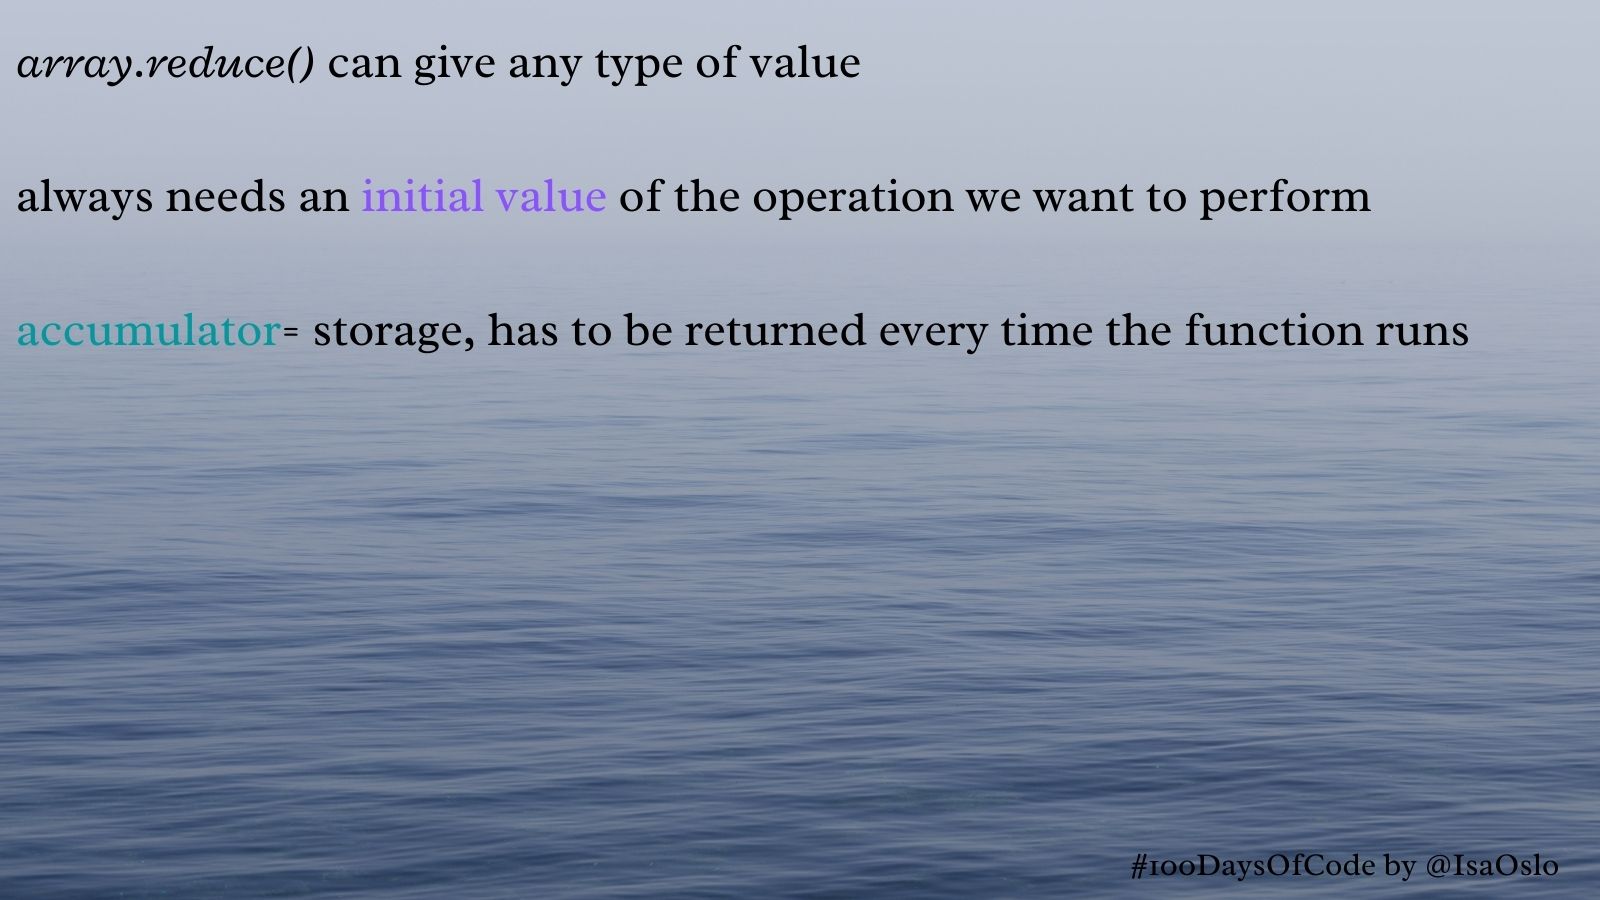 array.reduce() can give any type of value
always needs an initial value of the operation we want to perform
accumulator= storage, has to be returned every time the function runs
#100DaysOfCode by @IsaOslo